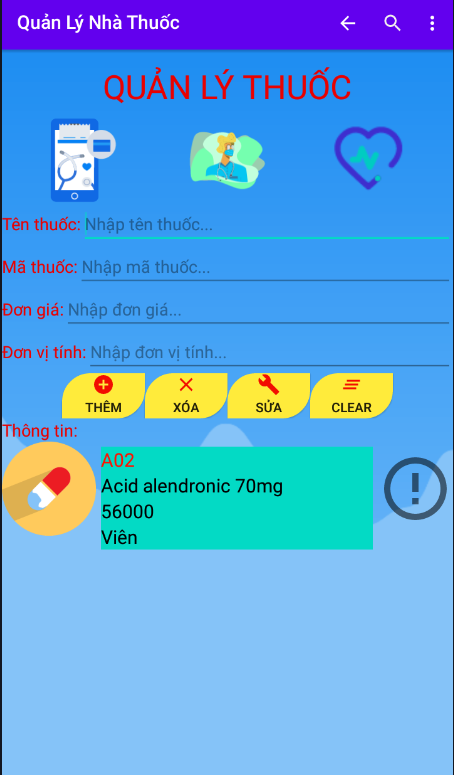 Quản Lý Nhà Thuốc
QUẢN LÝ THUỐC
Tên thuốc: Nhập tên thuốc...
Mã thuốc: Nhập mã thuốc...
Đơn giá: Nhập đơn giá...
Đơn vị tính: Nhập đơn vị tính...
THÊM XÓA SỬA CLEAR
Thông tin:
A02
Acid alendronic 70mg
56000
Viên